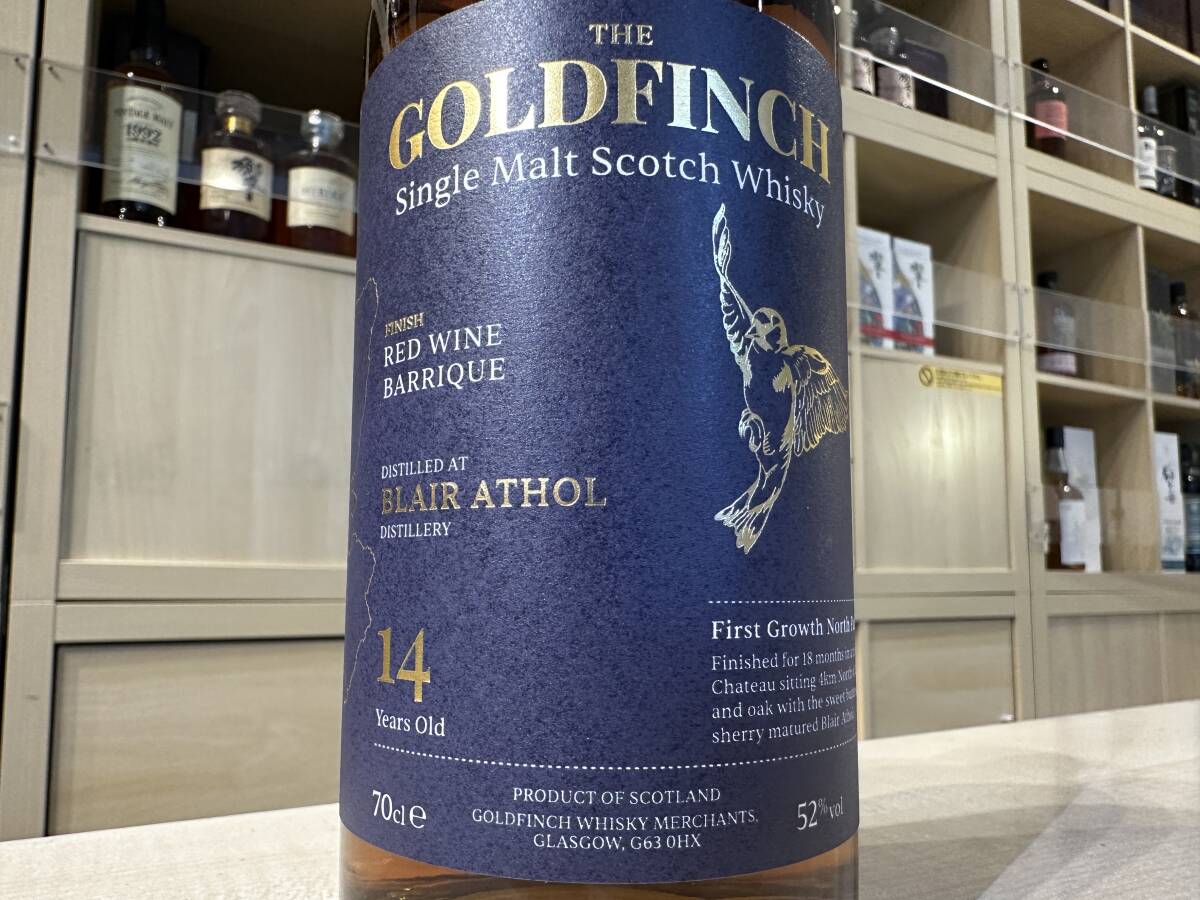 THE
GOLDFINCH
Single Malt Scotch Whisky
FINISH
RED WINE
BARRIQUE
DISTILLED AT
BLAIR ATHOL
DISTILLERY
14
Years Old
First Growth North
Finished for 18 months in
Chateau sitting 4km North
and oak with the sweet
sherry matured Blair Athol
70cl e
PRODUCT OF SCOTLAND
GOLDFINCH WHISKY MERCHANTS,
GLASGOW, G63 0HX
52%vol
1992